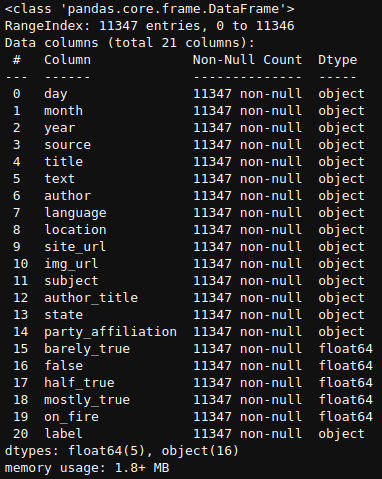 <class 'pandas.core.frame.DataFrame'>
RangeIndex: 11347 entries, 0 to 11346
Data columns (total 21 columns):
 #   Column             Non-Null Count  Dtype
---  ------             --------------  -----
 0   day                11347 non-null  object
 1   month              11347 non-null  object
 2   year               11347 non-null  object
 3   source             11347 non-null  object
 4   title              11347 non-null  object
 5   text               11347 non-null  object
 6   author             11347 non-null  object
 7   language           11347 non-null  object
 8   location           11347 non-null  object
 9   site_url           11347 non-null  object
 10  img_url            11347 non-null  object
 11  subject            11347 non-null  object
 12  author_title       11347 non-null  object
 13  state              11347 non-null  object
 14  party_affiliation  11347 non-null  object
 15  barely_true        11347 non-null  float64
 16  false              11347 non-null  float64
 17  half_true          11347 non-null  float64
 18  mostly_true        11347 non-null  float64
 19  on_fire            11347 non-null  float64
 20  label              11347 non-null  object
dtypes: float64(5), object(16)
memory usage: 1.8+ MB